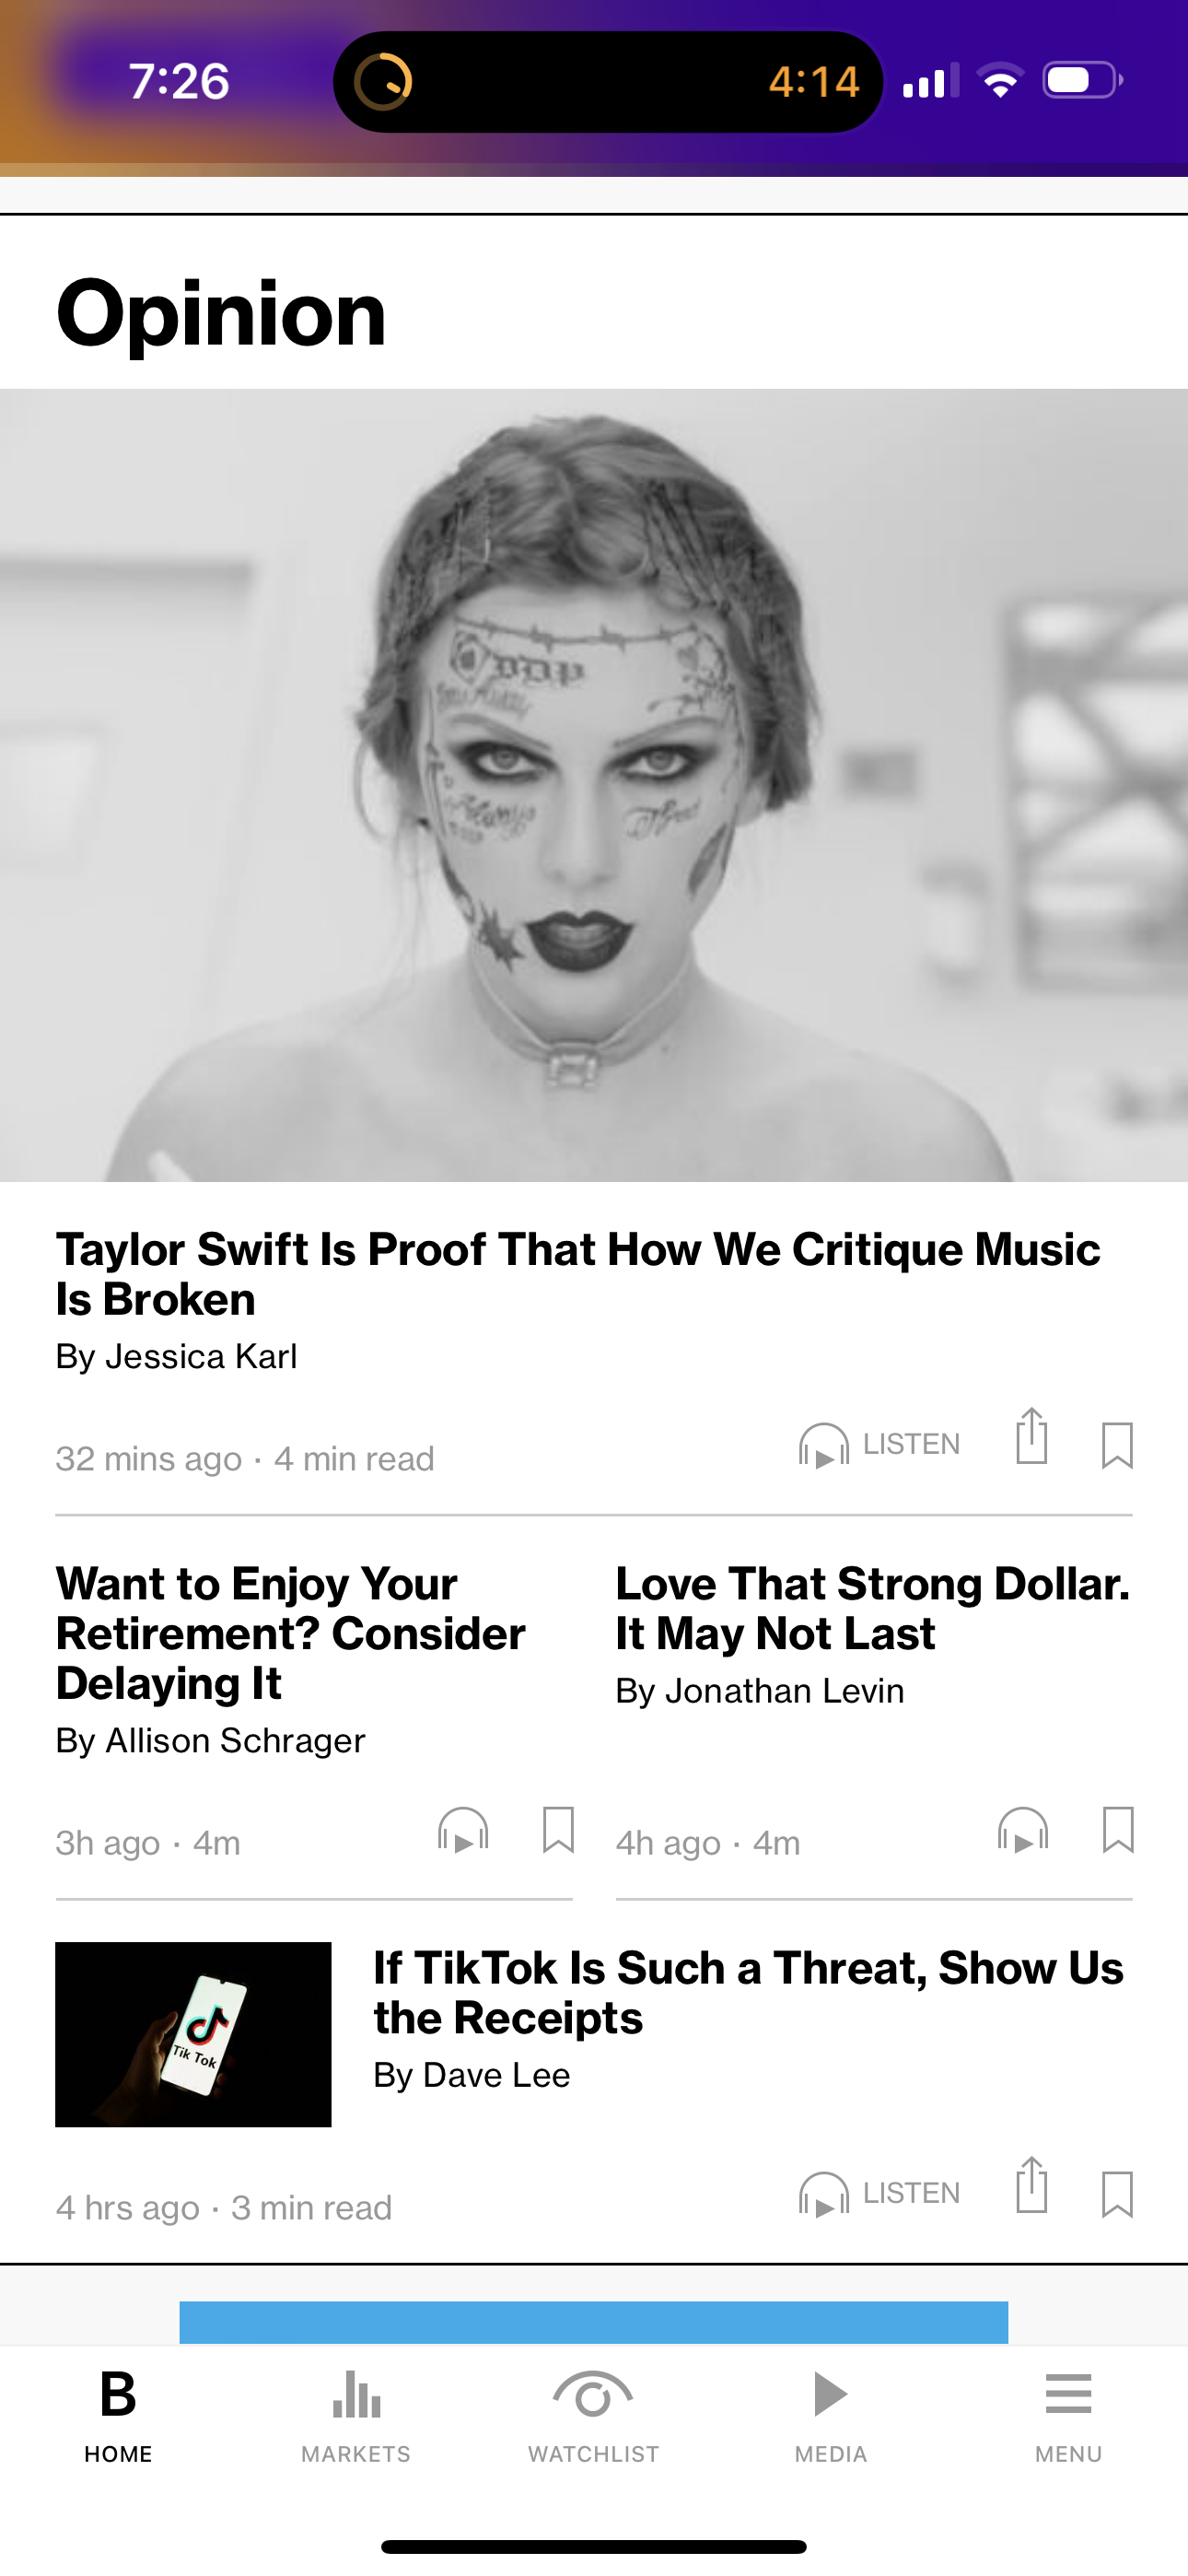 7:26
4:14
Opinion
Always
Taylor Swift Is Proof That How We Critique Music
Is Broken
By Jessica Karl
32 mins ago · 4 min read
LISTEN
Want to Enjoy Your
Retirement? Consider
Delaying It
By Allison Schrager
3h ago · 4m
Love That Strong Dollar.
It May Not Last
By Jonathan Levin
4h ago · 4m
Tik Tok
If TikTok Is Such a Threat, Show Us
the Receipts
By Dave Lee
4 hrs ago · 3 min read
LISTEN
B
HOME
MARKETS
WATCHLIST
MEDIA
MENU